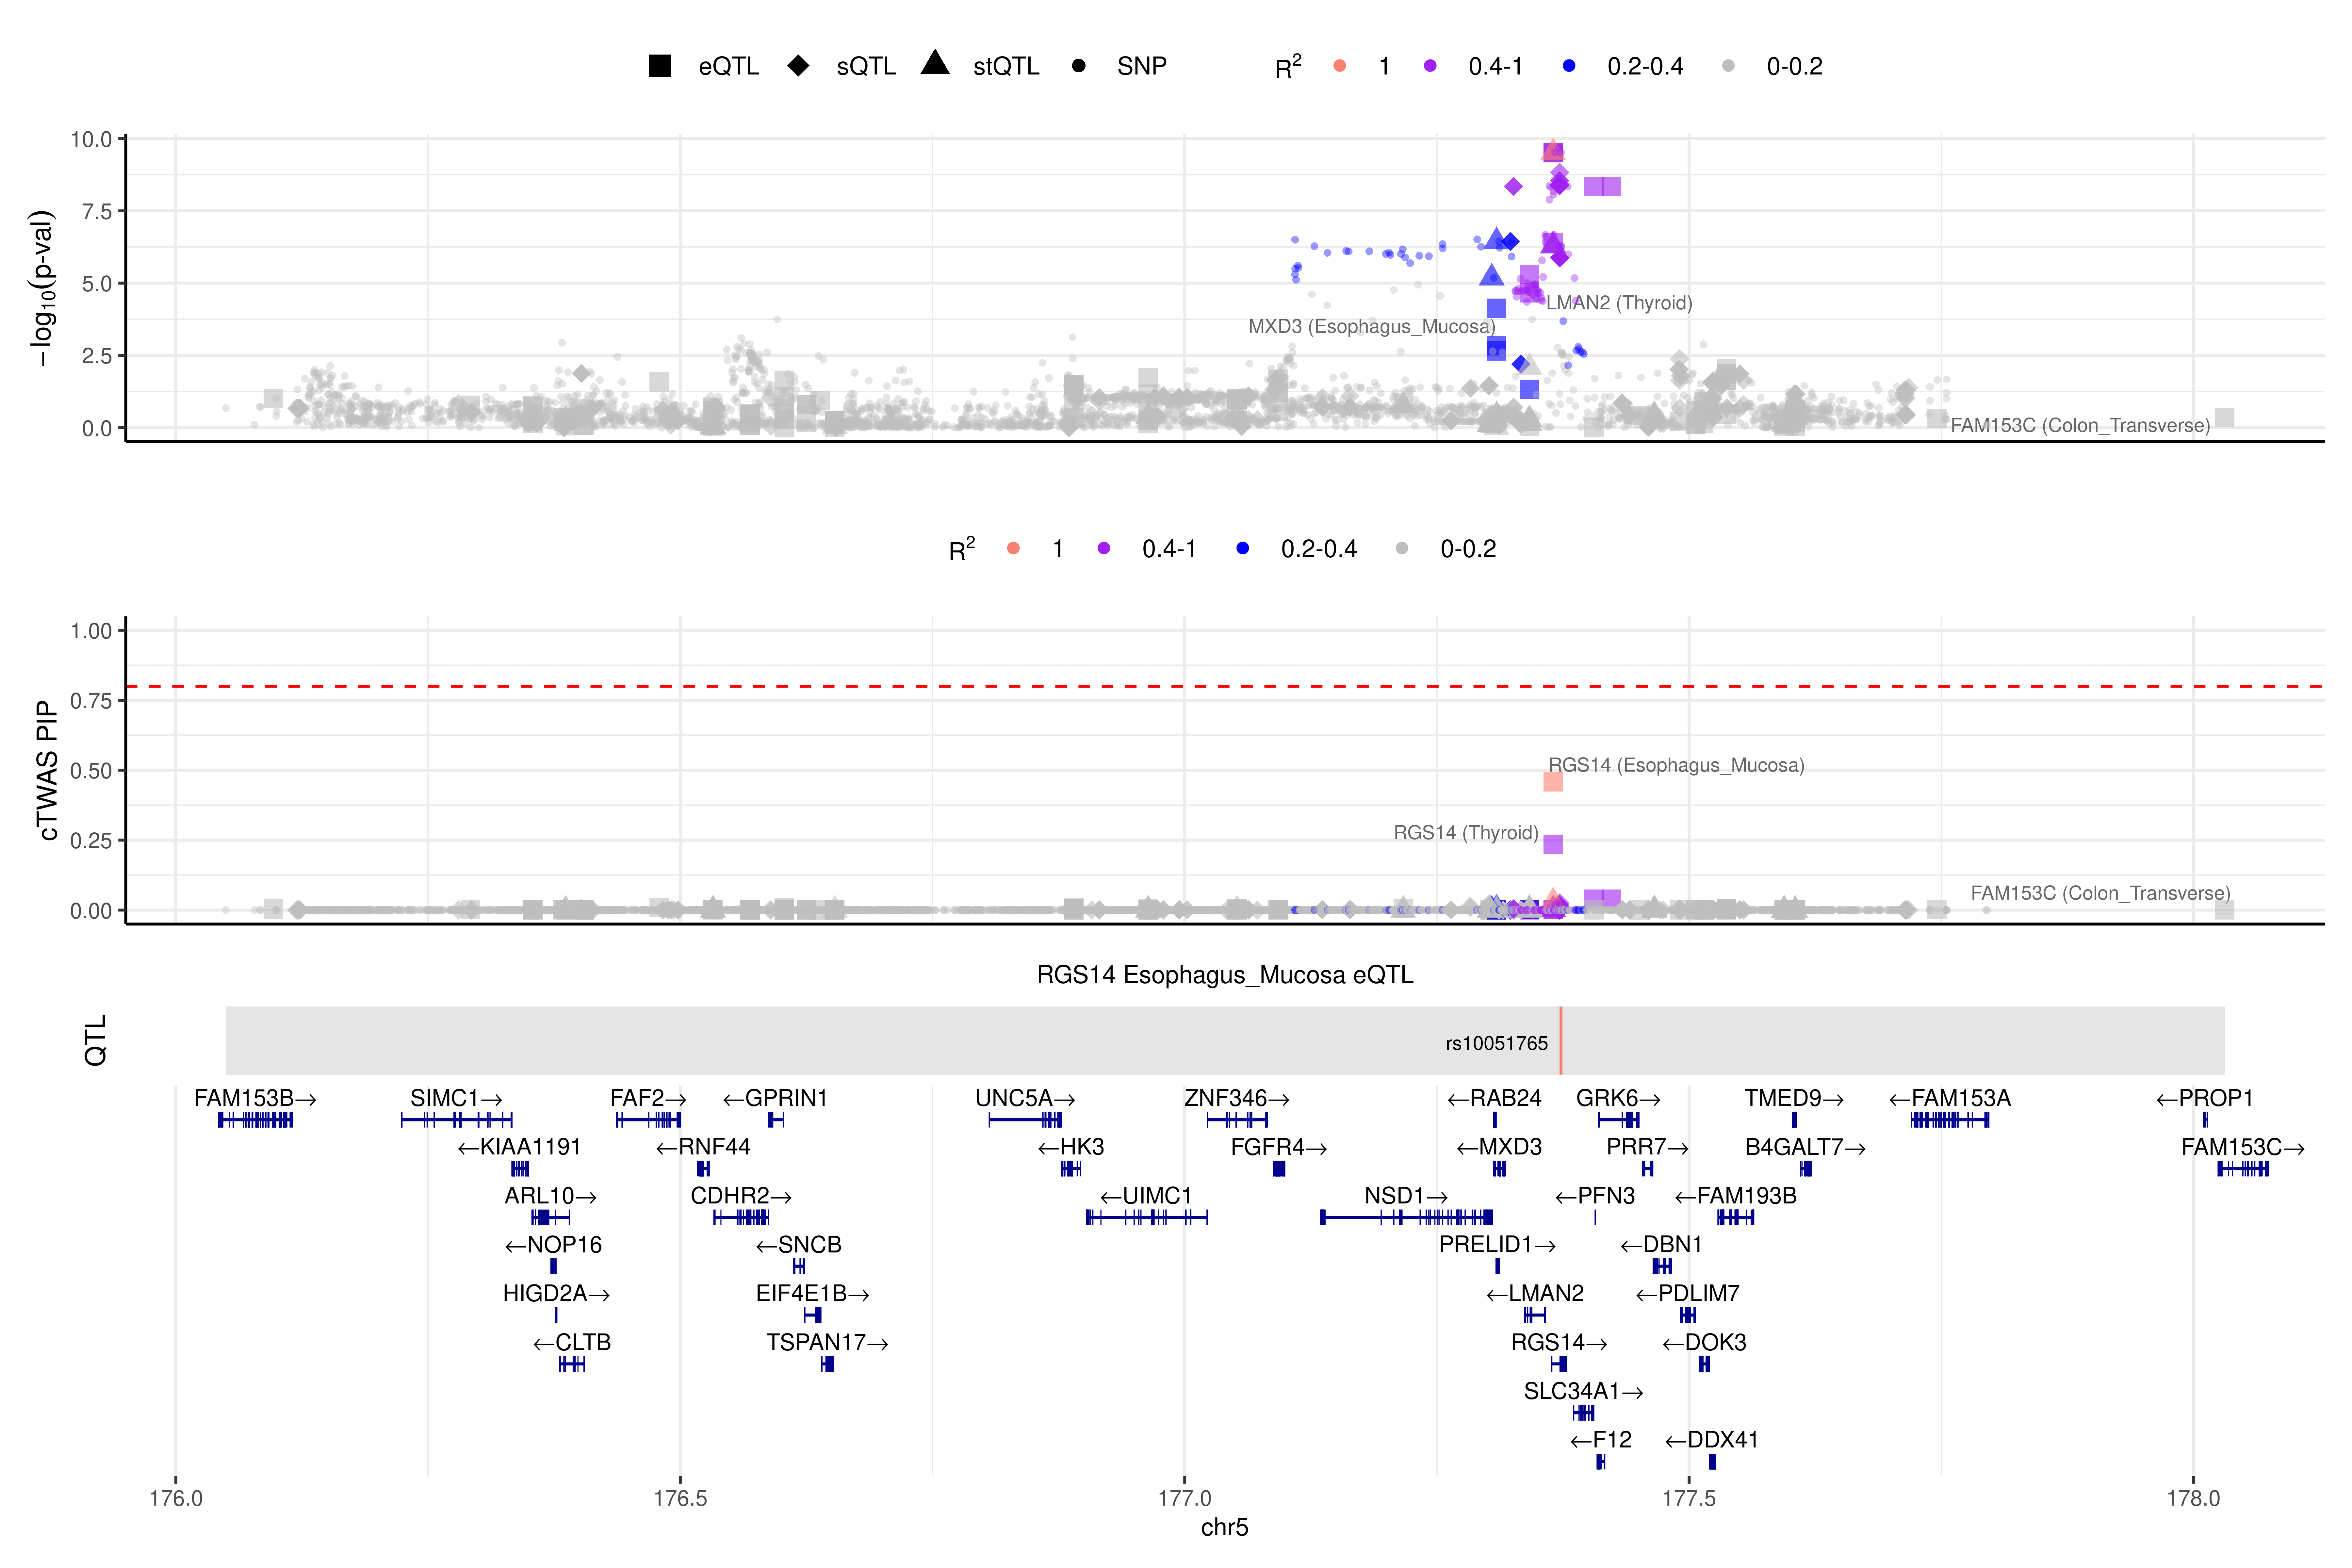 eQTL sQTL stQTL SNP R2 1 0.4-1 0.2-0.4 0-0.2
−log10(p-val)
10.0
7.5
5.0
2.5
0.0
LMAN2 (Thyroid)
MXD3 (Esophagus_Mucosa)
FAM153C (Colon_Transverse)
R2 1 0.4-1 0.2-0.4 0-0.2
cTWAS PIP
1.00
0.75
0.50
0.25
0.00
RGS14 (Esophagus_Mucosa)
RGS14 (Thyroid)
FAM153C (Colon_Transverse)
RGS14 Esophagus_Mucosa eQTL
QTL
rs10051765
FAM153B→ SIMC1→ FAF2→ ←GPRIN1 UNC5A→ ZNF346→ ←RAB24 GRK6→ TMED9→ ←FAM153A ←PROP1
←KIAA1191 ←RNF44 ←HK3 FGFR4→ ←MXD3 PRR7→ B4GALT7→ FAM153C→
ARL10→ CDHR2→ ←UIMC1 NSD1→ ←PFN3 ←FAM193B
←NOP16 ←SNCB PRELID1→ ←DBN1
HIGD2A→ EIF4E1B→ ←LMAN2 ←PDLIM7
←CLTB TSPAN17→ RGS14→ ←DOK3
SLC34A1→
←F12 ←DDX41
176.0 176.5 177.0 177.5 178.0
chr5